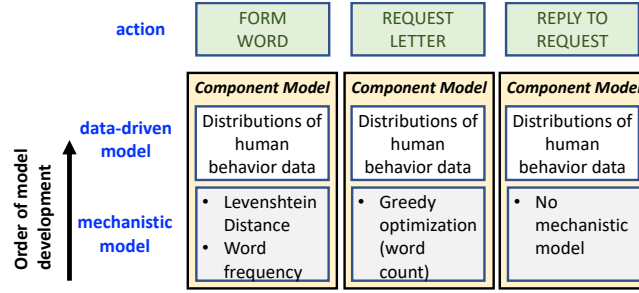 action
FORM
WORD
REQUEST
LETTER
REPLY TO
REQUEST
Order of model
development
data-driven
model
mechanistic
model
Component Model
Distributions of
human
behavior data
• Levenshtein
Distance
• Word
frequency
Component Model
Distributions of
human
behavior data
• Greedy
optimization
(word
count)
Component Model
Distributions of
human
behavior data
• No
mechanistic
model